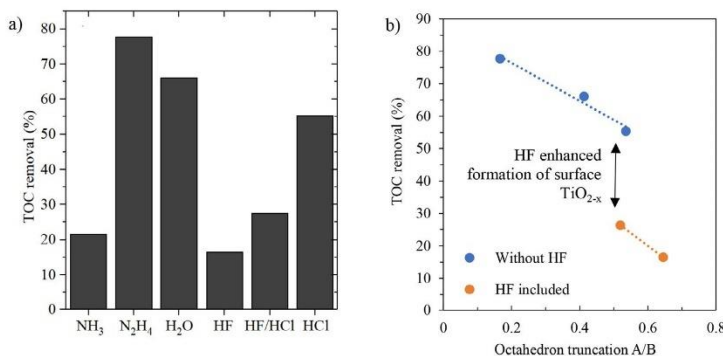 a)
TOC removal (%)
80
70
60
50
40
30
20
10
0
NH₃ N₂H₄ H₂O HF HF/HCl HCl
b)
TOC removal (%)
90
80
70
60
50
40
30
20
10
0
HF enhanced
formation of surface
TiO₂₋ₓ
Without HF
HF included
0 0.2 0.4 0.6 0.8
Octahedron truncation A/B